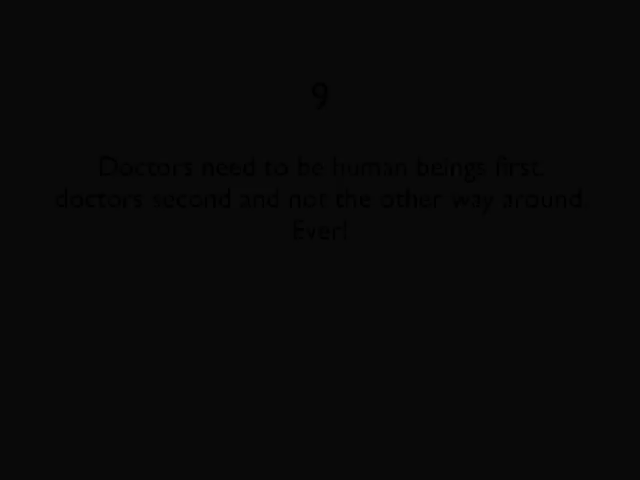 9
Doctors need to be human beings first,
doctors second and not the other way around.
Ever!